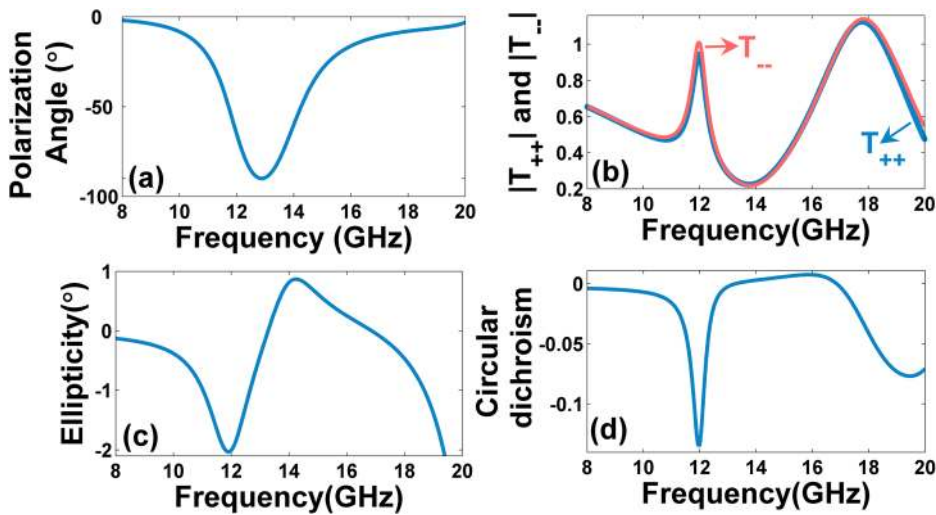 Polarization
Angle (°)
0
-50
-100
(a)
8 10 12 14 16 18 20
Frequency (GHz)
|T++| and |T--|
1
0.8
0.6
0.4
0.2
T--
T++
(b)
8 10 12 14 16 18 20
Frequency(GHz)
Ellipticity(°)
1
0
-1
-2
(c)
8 10 12 14 16 18 20
Frequency(GHz)
Circular
dichroism
0
-0.05
-0.1
(d)
8 10 12 14 16 18 20
Frequency(GHz)